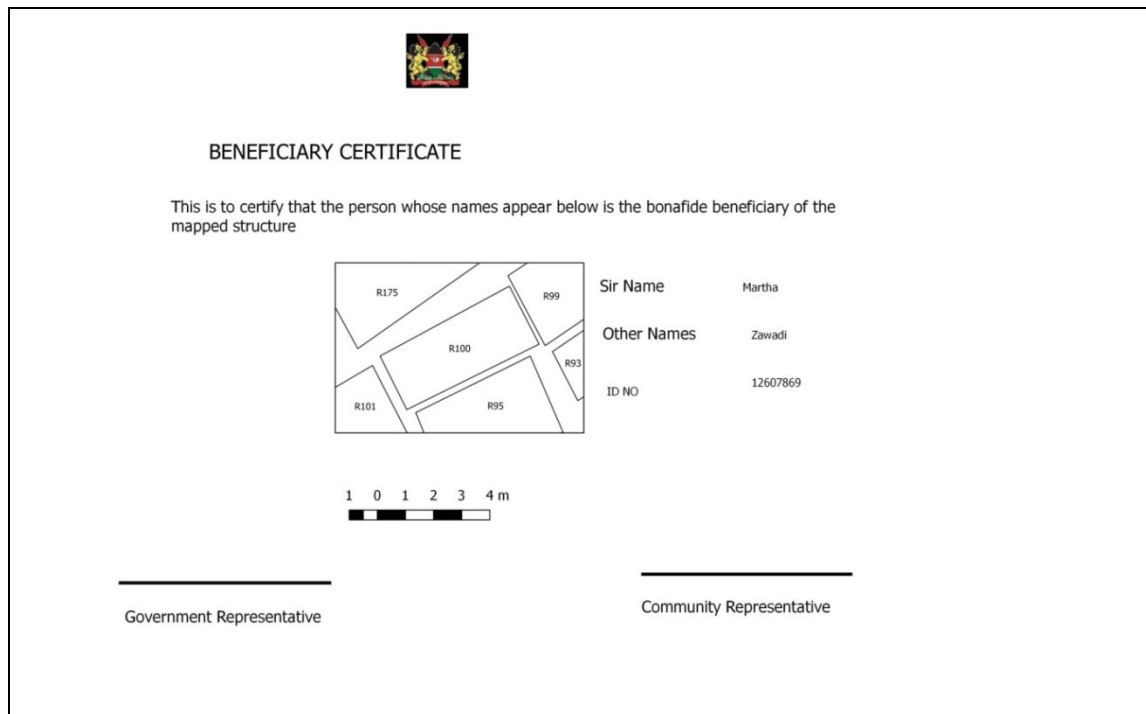 BENEFICIARY CERTIFICATE
This is to certify that the person whose names appear below is the bonafide beneficiary of the
mapped structure
R175
R99
R100
R93
R101
R95
Sir Name Martha
Other Names Zawadi
ID NO 12607869
1 0 1 2 3 4 m
Government Representative
Community Representative